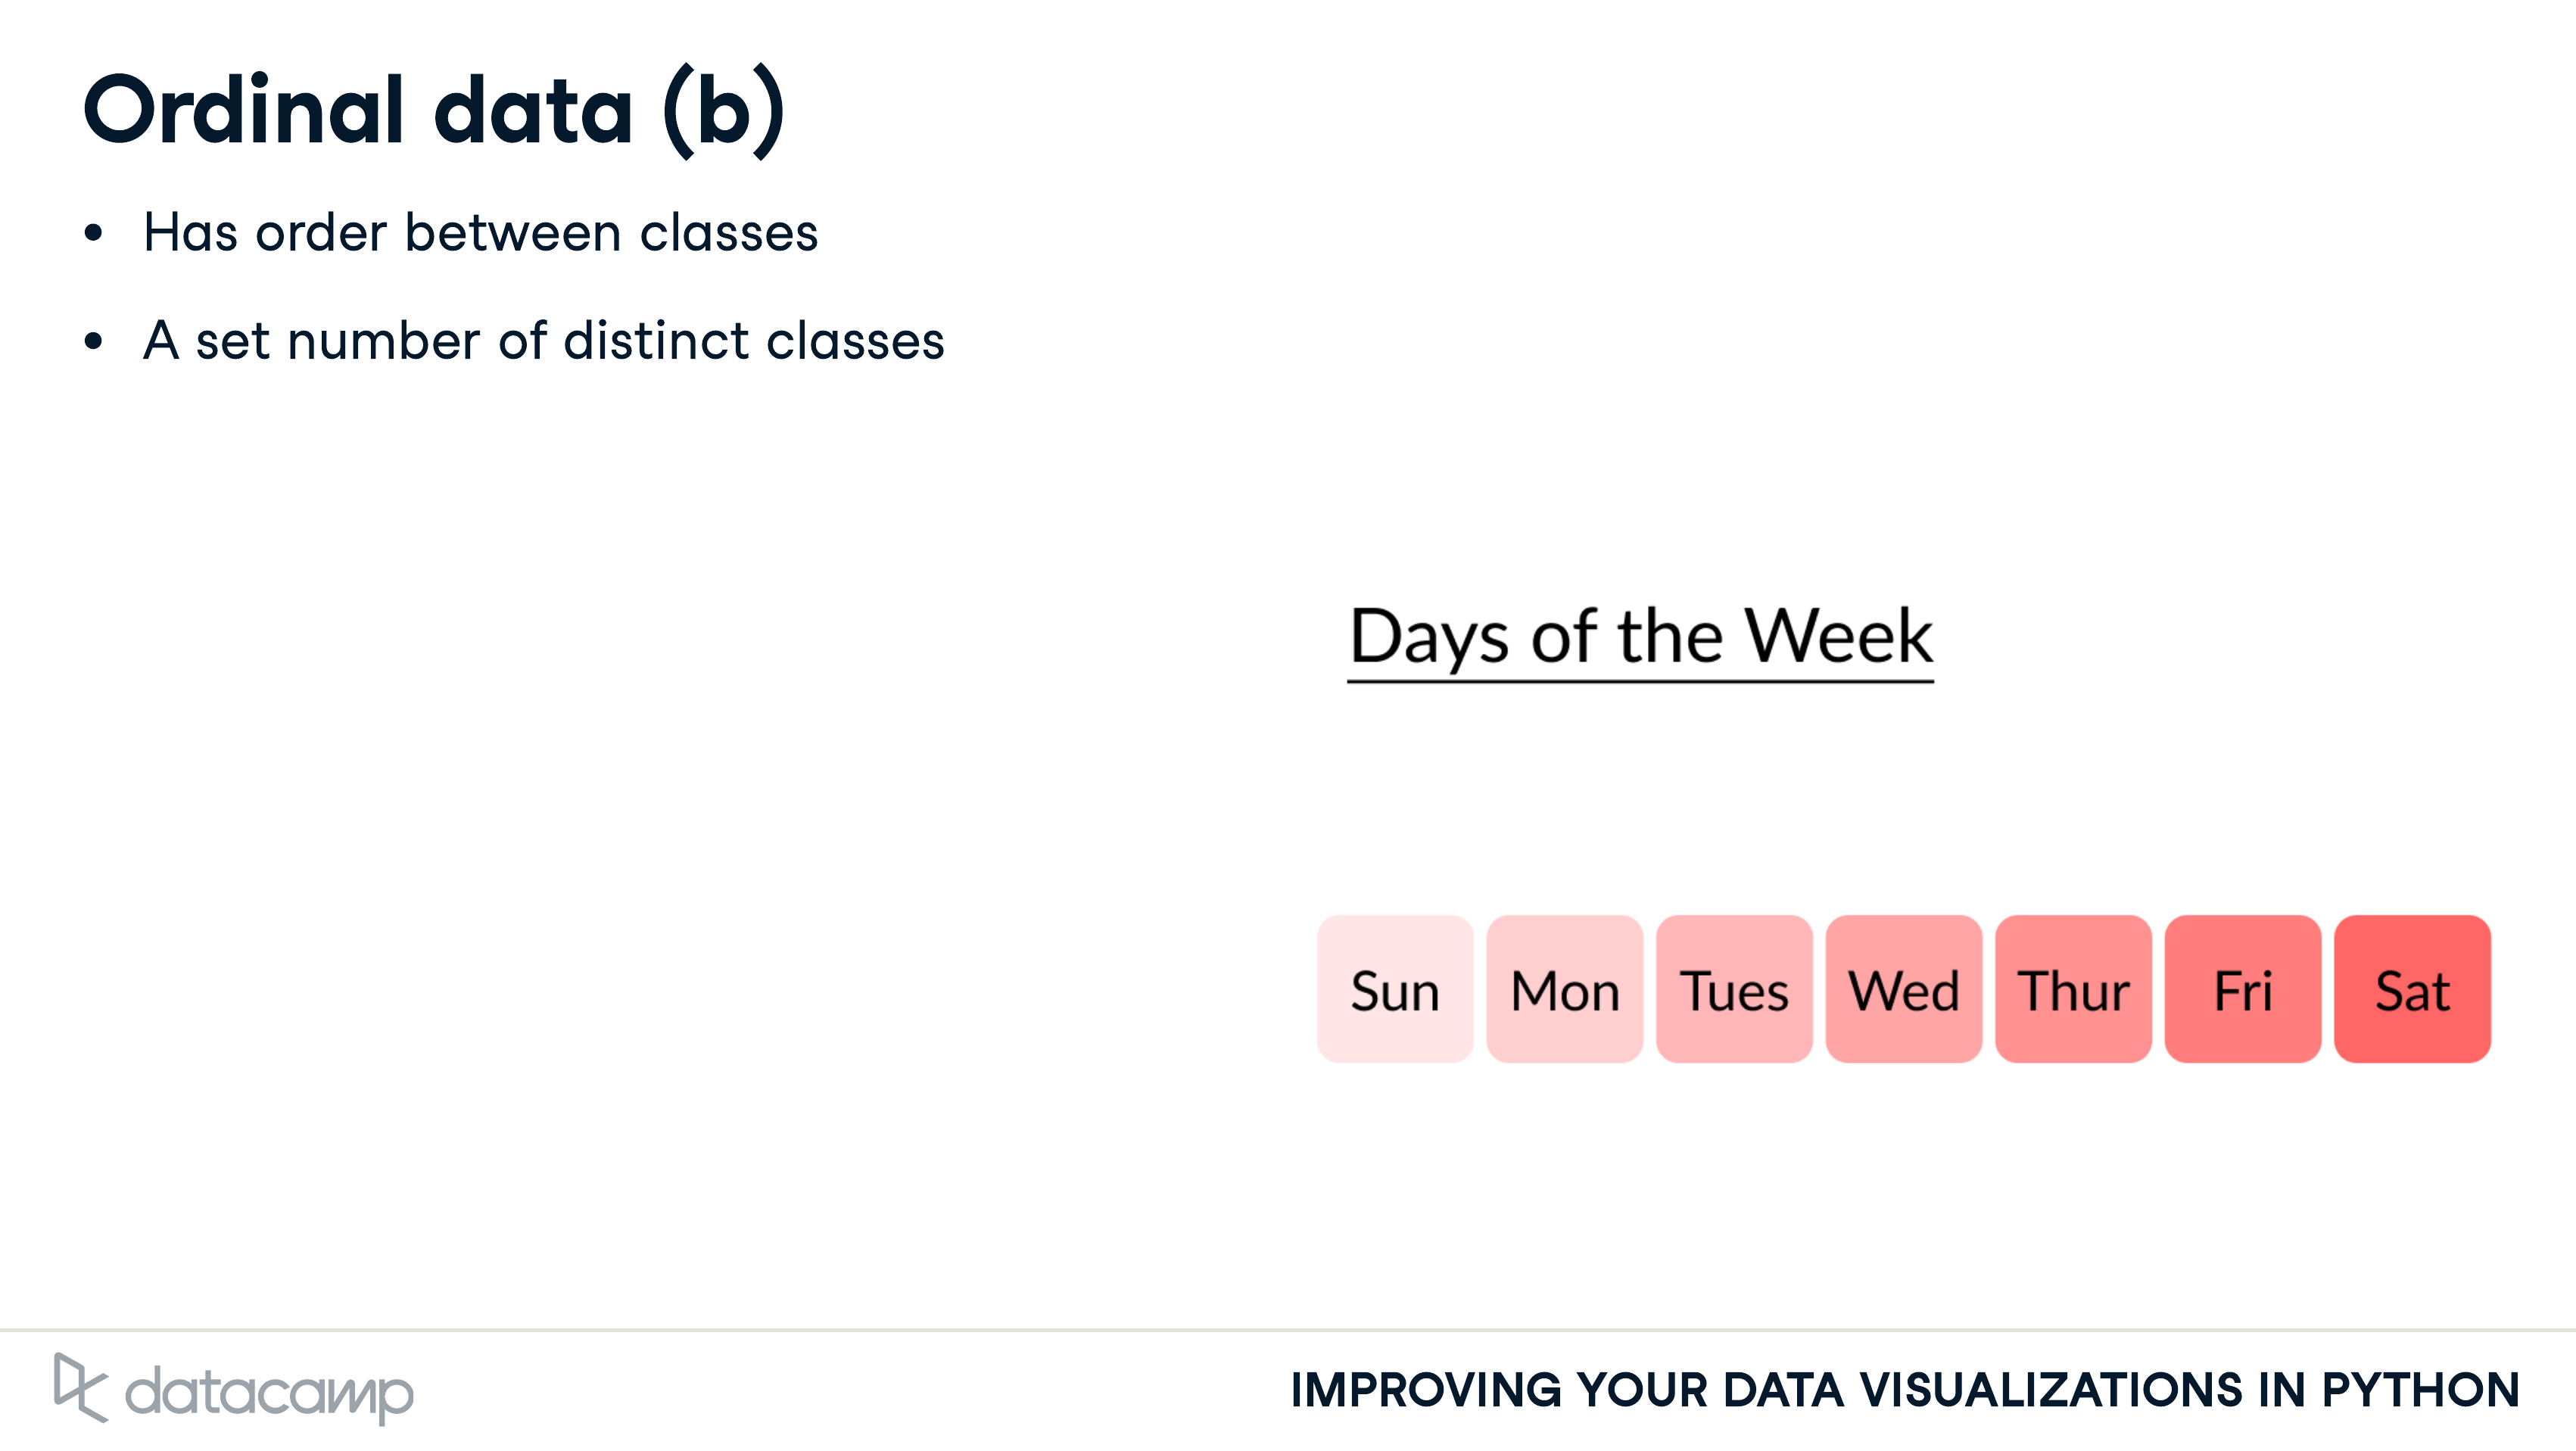 Ordinal data (b)
• Has order between classes
• A set number of distinct classes
Days of the Week
Sun Mon Tues Wed Thur Fri Sat
datacamp
IMPROVING YOUR DATA VISUALIZATIONS IN PYTHON